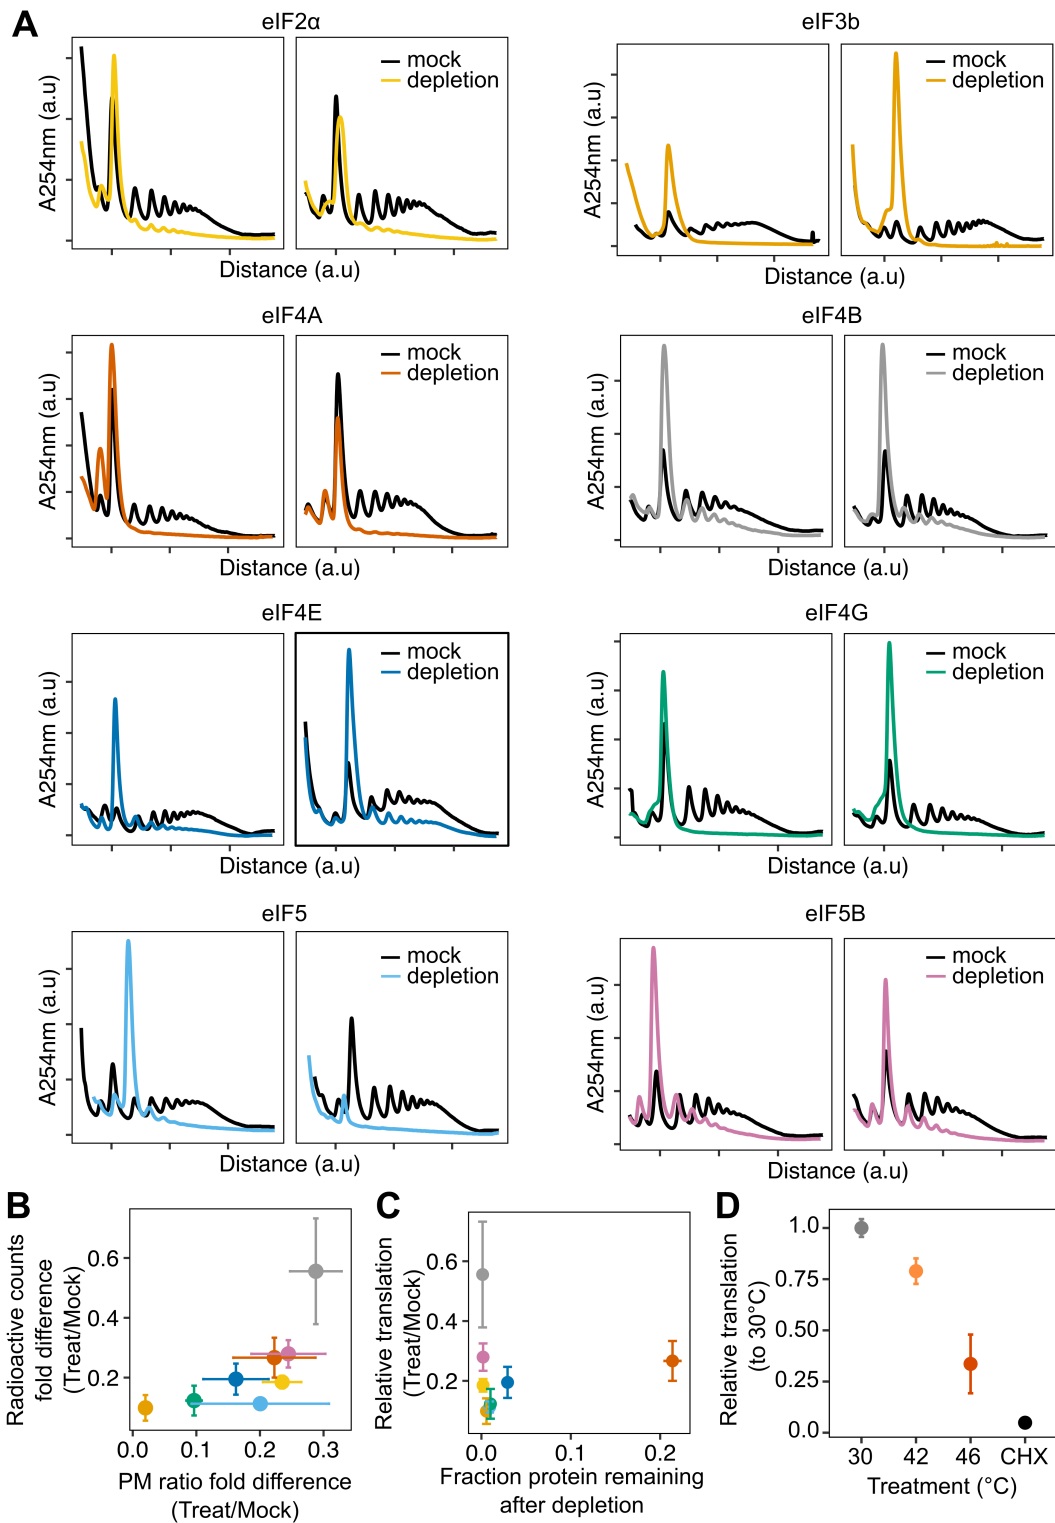 A
eIF2α
A254nm (a.u)
mock
depletion
Distance (a.u)
eIF3b
A254nm (a.u)
mock
depletion
Distance (a.u)
eIF4A
A254nm (a.u)
mock
depletion
Distance (a.u)
eIF4B
A254nm (a.u)
mock
depletion
Distance (a.u)
eIF4E
A254nm (a.u)
mock
depletion
Distance (a.u)
eIF4G
A254nm (a.u)
mock
depletion
Distance (a.u)
eIF5
A254nm (a.u)
mock
depletion
Distance (a.u)
eIF5B
A254nm (a.u)
mock
depletion
Distance (a.u)
B
Radioactive counts
fold difference
(Treat/Mock)
0.6
0.4
0.2
0.0 0.1 0.2 0.3
PM ratio fold difference
(Treat/Mock)
C
Relative translation
(Treat/Mock)
0.6
0.4
0.2
0.0 0.1 0.2
Fraction protein remaining
after depletion
D
Relative translation
(to 30°C)
1.0
0.75
0.50
0.25
0.0
30 42 46 CHX
Treatment (°C)